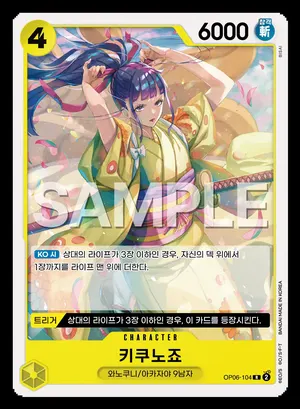 4
6000
참격
斬
SAMPLE
KO 시 상대의 라이프가 3장 이하인 경우, 자신의 덱 위에서
1장까지를 라이프 맨 위에 더한다.
트리거 상대의 라이프가 3장 이하인 경우, 이 카드를 등장시킨다.
CHARACTER
키쿠노죠
와노쿠니/아카자야 9남자
OP06-104 R 2